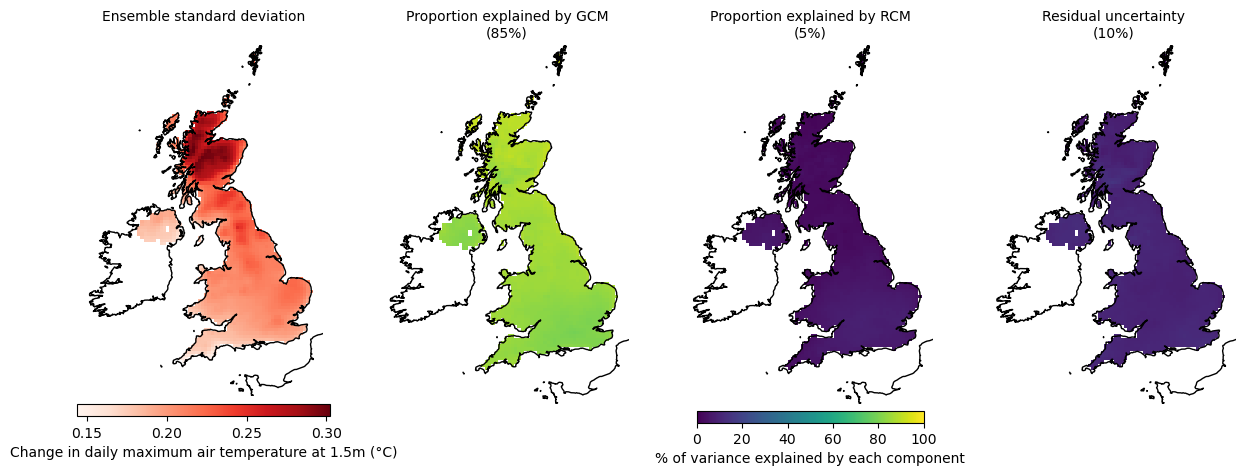 Ensemble standard deviation
Proportion explained by GCM
(85%)
Proportion explained by RCM
(5%)
Residual uncertainty
(10%)
0.15 0.20 0.25 0.30
Change in daily maximum air temperature at 1.5m (°C)
0 20 40 60 80 100
% of variance explained by each component